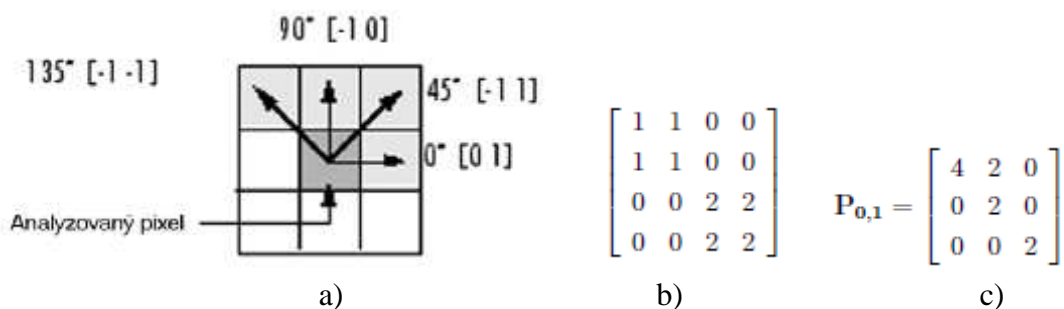 90° [-1 0]
135° [-1 -1]
45° [-1 1]
0° [0 1]
Analyzovaný pixel
a)
1 1 0 0
1 1 0 0
0 0 2 2
0 0 2 2
b)
P0,1 =
4 2 0
0 2 0
0 0 2
c)